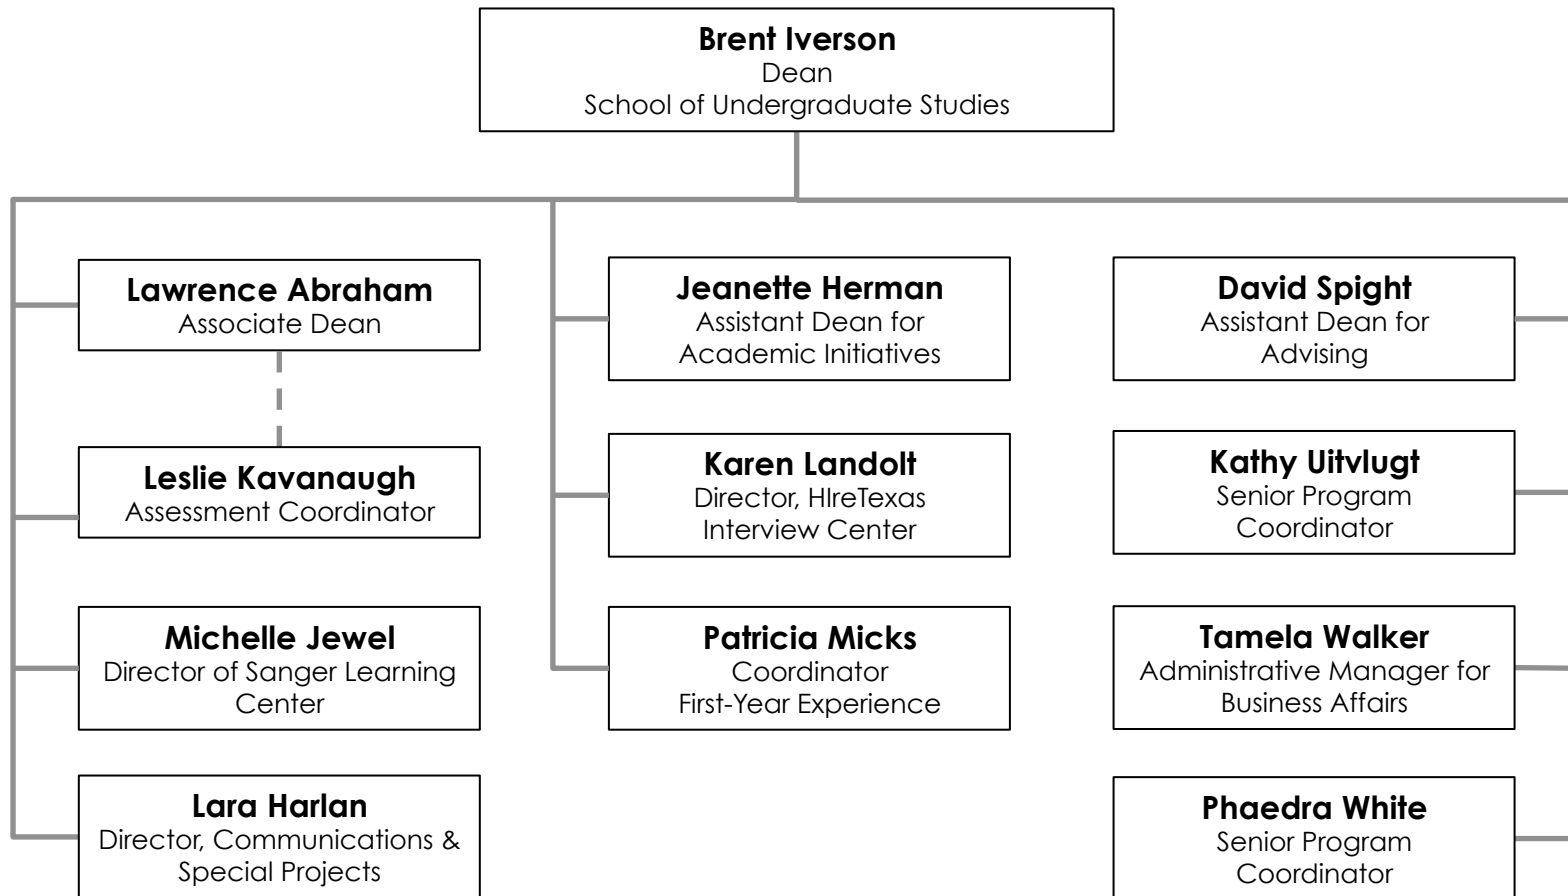 Brent Iverson
Dean
School of Undergraduate Studies
Lawrence Abraham
Associate Dean
Leslie Kavanaugh
Assessment Coordinator
Michelle Jewel
Director of Sanger Learning
Center
Lara Harlan
Director, Communications &
Special Projects
Jeanette Herman
Assistant Dean for
Academic Initiatives
Karen Landolt
Director, HIreTexas
Interview Center
Patricia Micks
Coordinator
First-Year Experience
David Spight
Assistant Dean for
Advising
Kathy Uitvlugt
Senior Program
Coordinator
Tamela Walker
Administrative Manager for
Business Affairs
Phaedra White
Senior Program
Coordinator